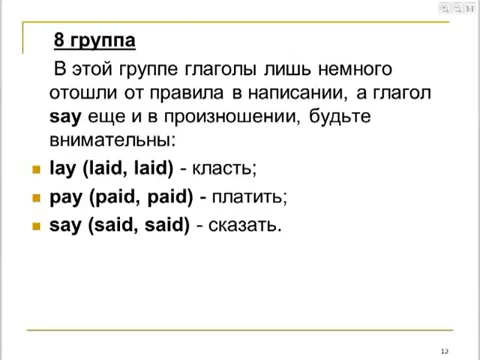 8 группа
В этой группе глаголы лишь немного
отошли от правила в написании, а глагол
say еще и в произношении, будьте
внимательны:
lay (laid, laid) - класть;
pay (paid, paid) - платить;
say (said, said) - сказать.
12